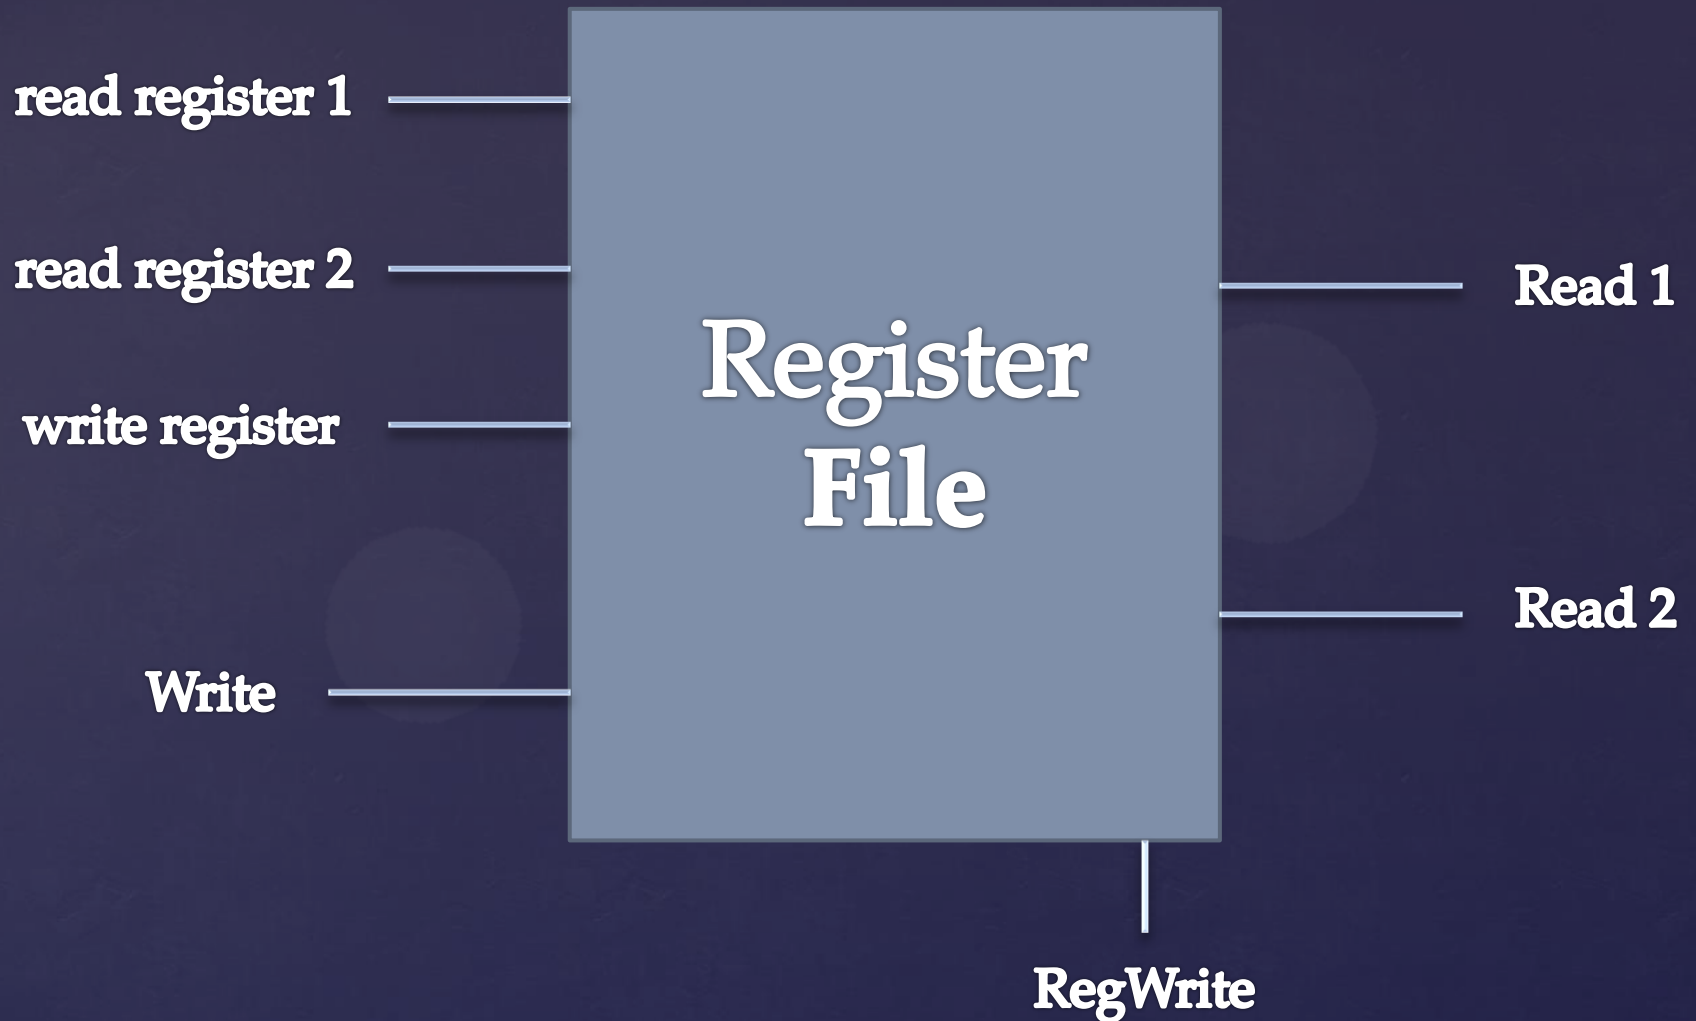 read register 1
read register 2
write register
Write
Register
File
Read 1
Read 2
RegWrite